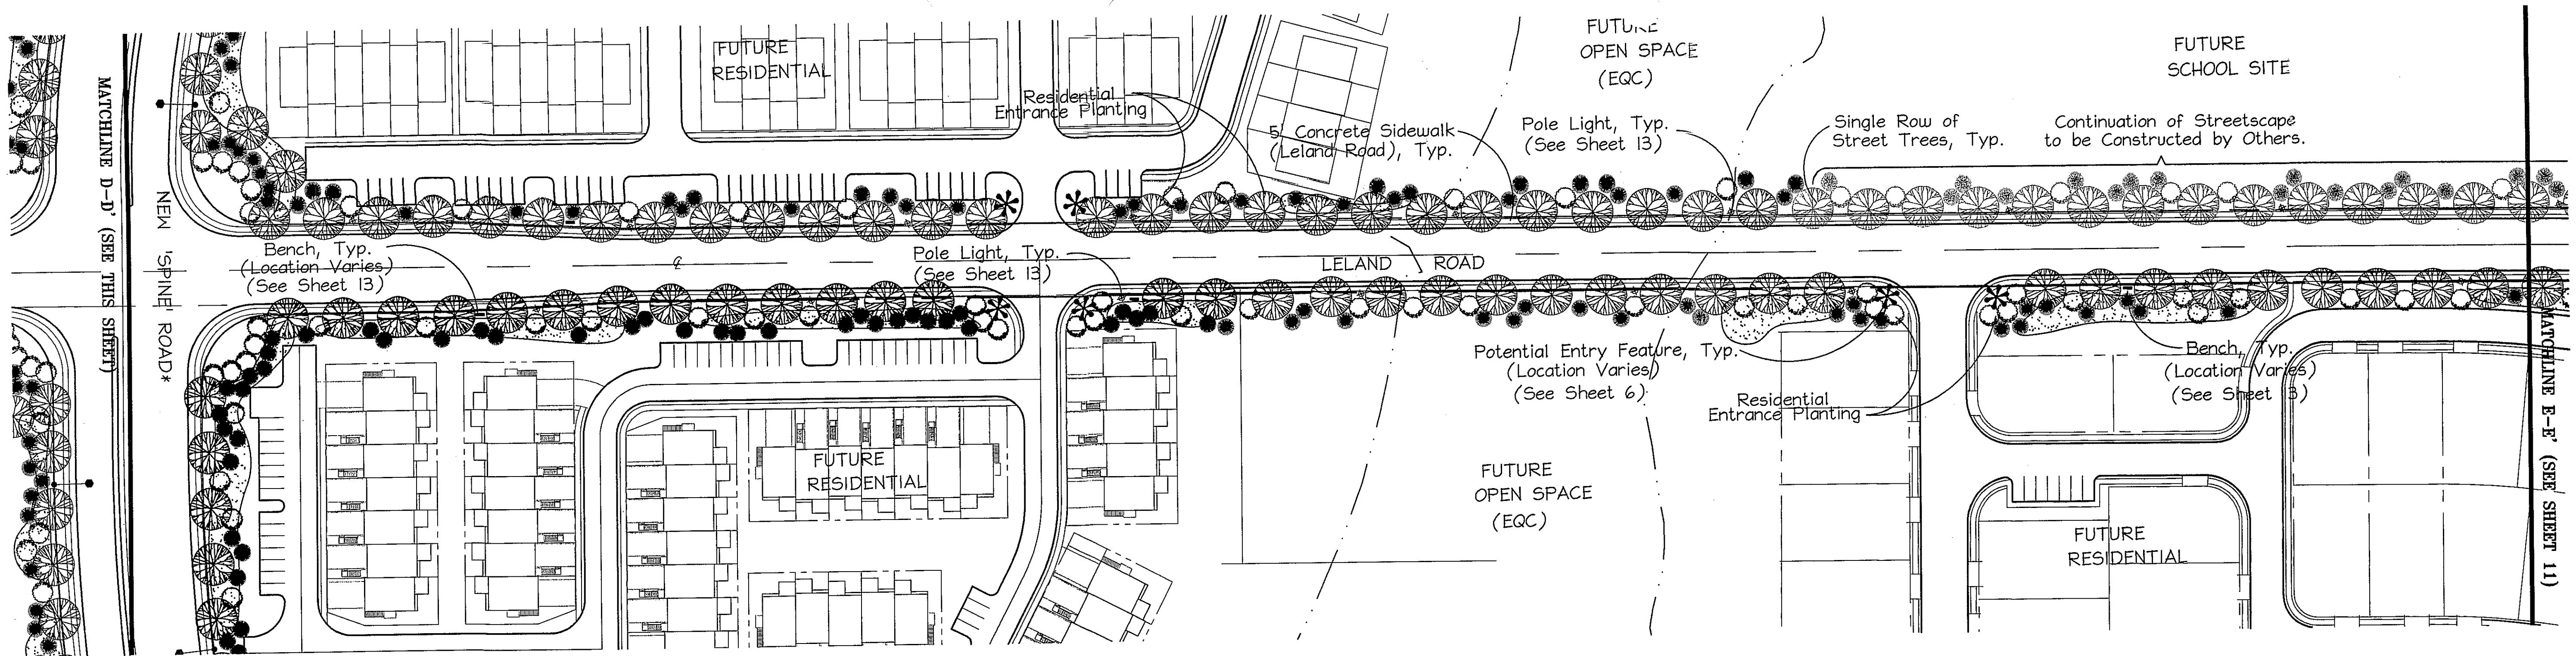 MATCHLINE D-D' (SEE THIS SHEET)
NEW 'SPINE' ROAD*
FUTURE
RESIDENTIAL
Residential
Entrance Planting
5' Concrete Sidewalk
(Leland Road), Typ.
FUTURE
OPEN SPACE
(EQC)
Pole Light, Typ.
(See Sheet 13)
Single Row of
Street Trees, Typ.
Continuation of Streetscape
to be Constructed by Others.
FUTURE
SCHOOL SITE
Bench, Typ.
(Location Varies)
(See Sheet 13)
Pole Light, Typ.
(See Sheet 13)
LELAND ROAD
Potential Entry Feature, Typ.
(Location Varies)
(See Sheet 6)
Residential
Entrance Planting
Bench, Typ.
(Location Varies)
(See Sheet 13)
FUTURE
RESIDENTIAL
FUTURE
OPEN SPACE
(EQC)
FUTURE
RESIDENTIAL
MATCHLINE E-E' (SEE SHEET 11)